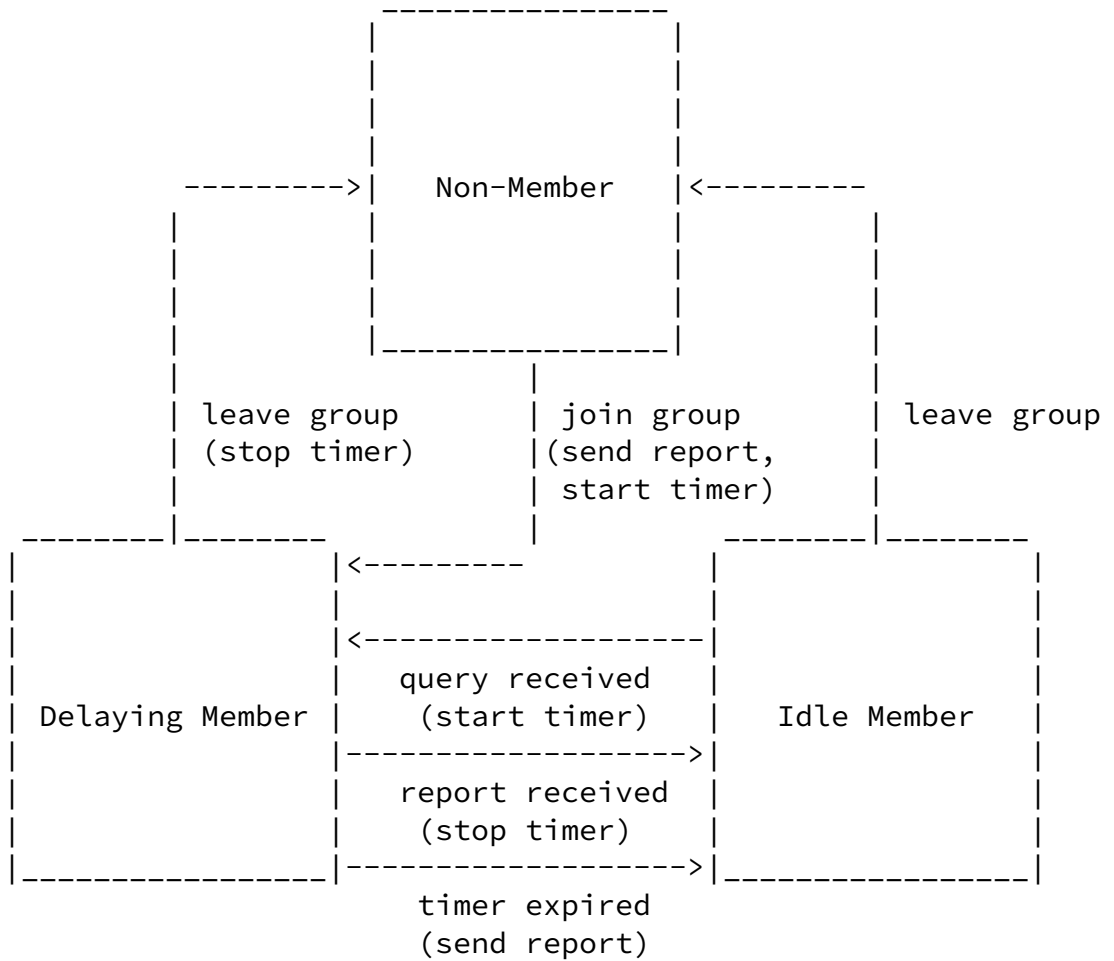 Non-Member
leave group
(stop timer)
join group
(send report,
start timer)
leave group
query received
(start timer)
Delaying Member
Idle Member
report received
(stop timer)
timer expired
(send report)